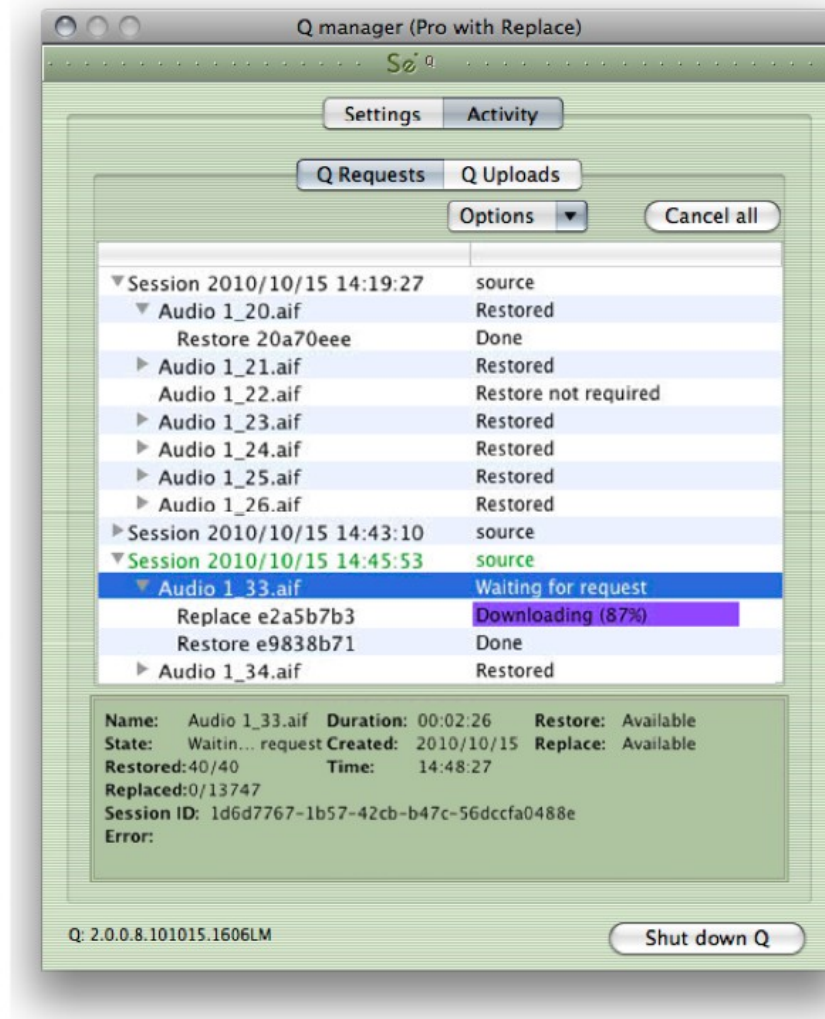 Q manager (Pro with Replace)
Se Q
Settings Activity
Q Requests Q Uploads
Options Cancel all
Session 2010/10/15 14:19:27 source
Audio 1_20.aif Restored
Restore 20a70eee Done
Audio 1_21.aif Restored
Audio 1_22.aif Restore not required
Audio 1_23.aif Restored
Audio 1_24.aif Restored
Audio 1_25.aif Restored
Audio 1_26.aif Restored
Session 2010/10/15 14:43:10 source
Session 2010/10/15 14:45:53 source
Audio 1_33.aif Waiting for request
Replace e2a5b7b3 Downloading (87%)
Restore e9838b71 Done
Audio 1_34.aif Restored
Name: Audio 1_33.aif Duration: 00:02:26 Restore: Available
State: Waitin... request Created: 2010/10/15 Replace: Available
Restored:40/40 Time: 14:48:27
Replaced:0/13747
Session ID: 1d6d7767-1b57-42cb-b47c-56dccfa0488e
Error:
Q: 2.0.0.8.101015.1606LM Shut down Q